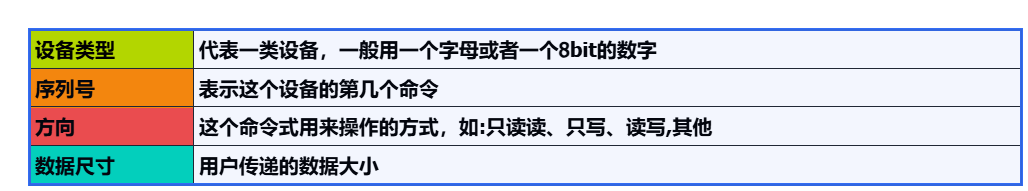 设备类型 代表一类设备，一般用一个字母或者一个8bit的数字
序列号 表示这个设备的第几个命令
方向 这个命令式用来操作的方式，如:只读读、只写、读写,其他
数据尺寸 用户传递的数据大小